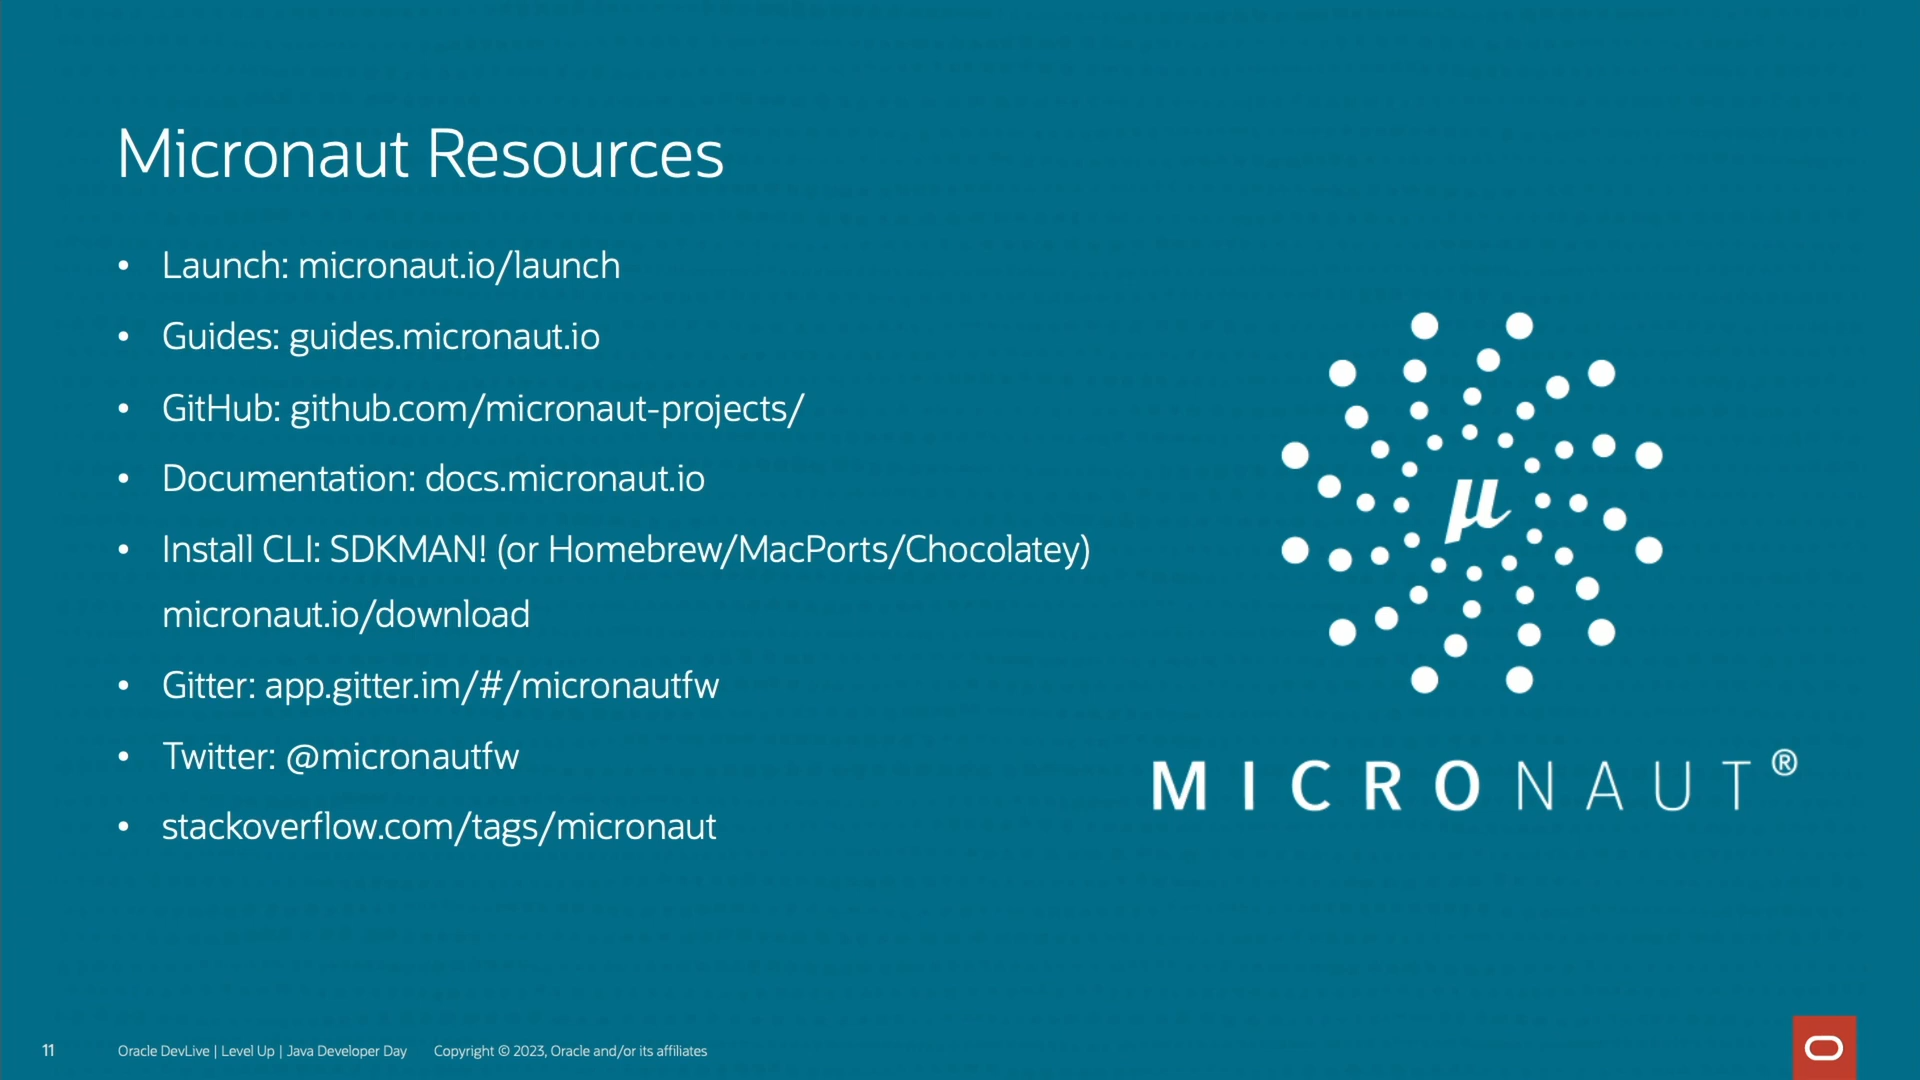 Micronaut Resources
• Launch: micronaut.io/launch
• Guides: guides.micronaut.io
• GitHub: github.com/micronaut-projects/
• Documentation: docs.micronaut.io
• Install CLI: SDKMAN! (or Homebrew/MacPorts/Chocolatey)
micronaut.io/download
• Gitter: app.gitter.im/#/micronautfw
• Twitter: @micronautfw
• stackoverflow.com/tags/micronaut
μ
MICRONAUT®
11 Oracle DevLive | Level Up | Java Developer Day Copyright © 2023, Oracle and/or its affiliates